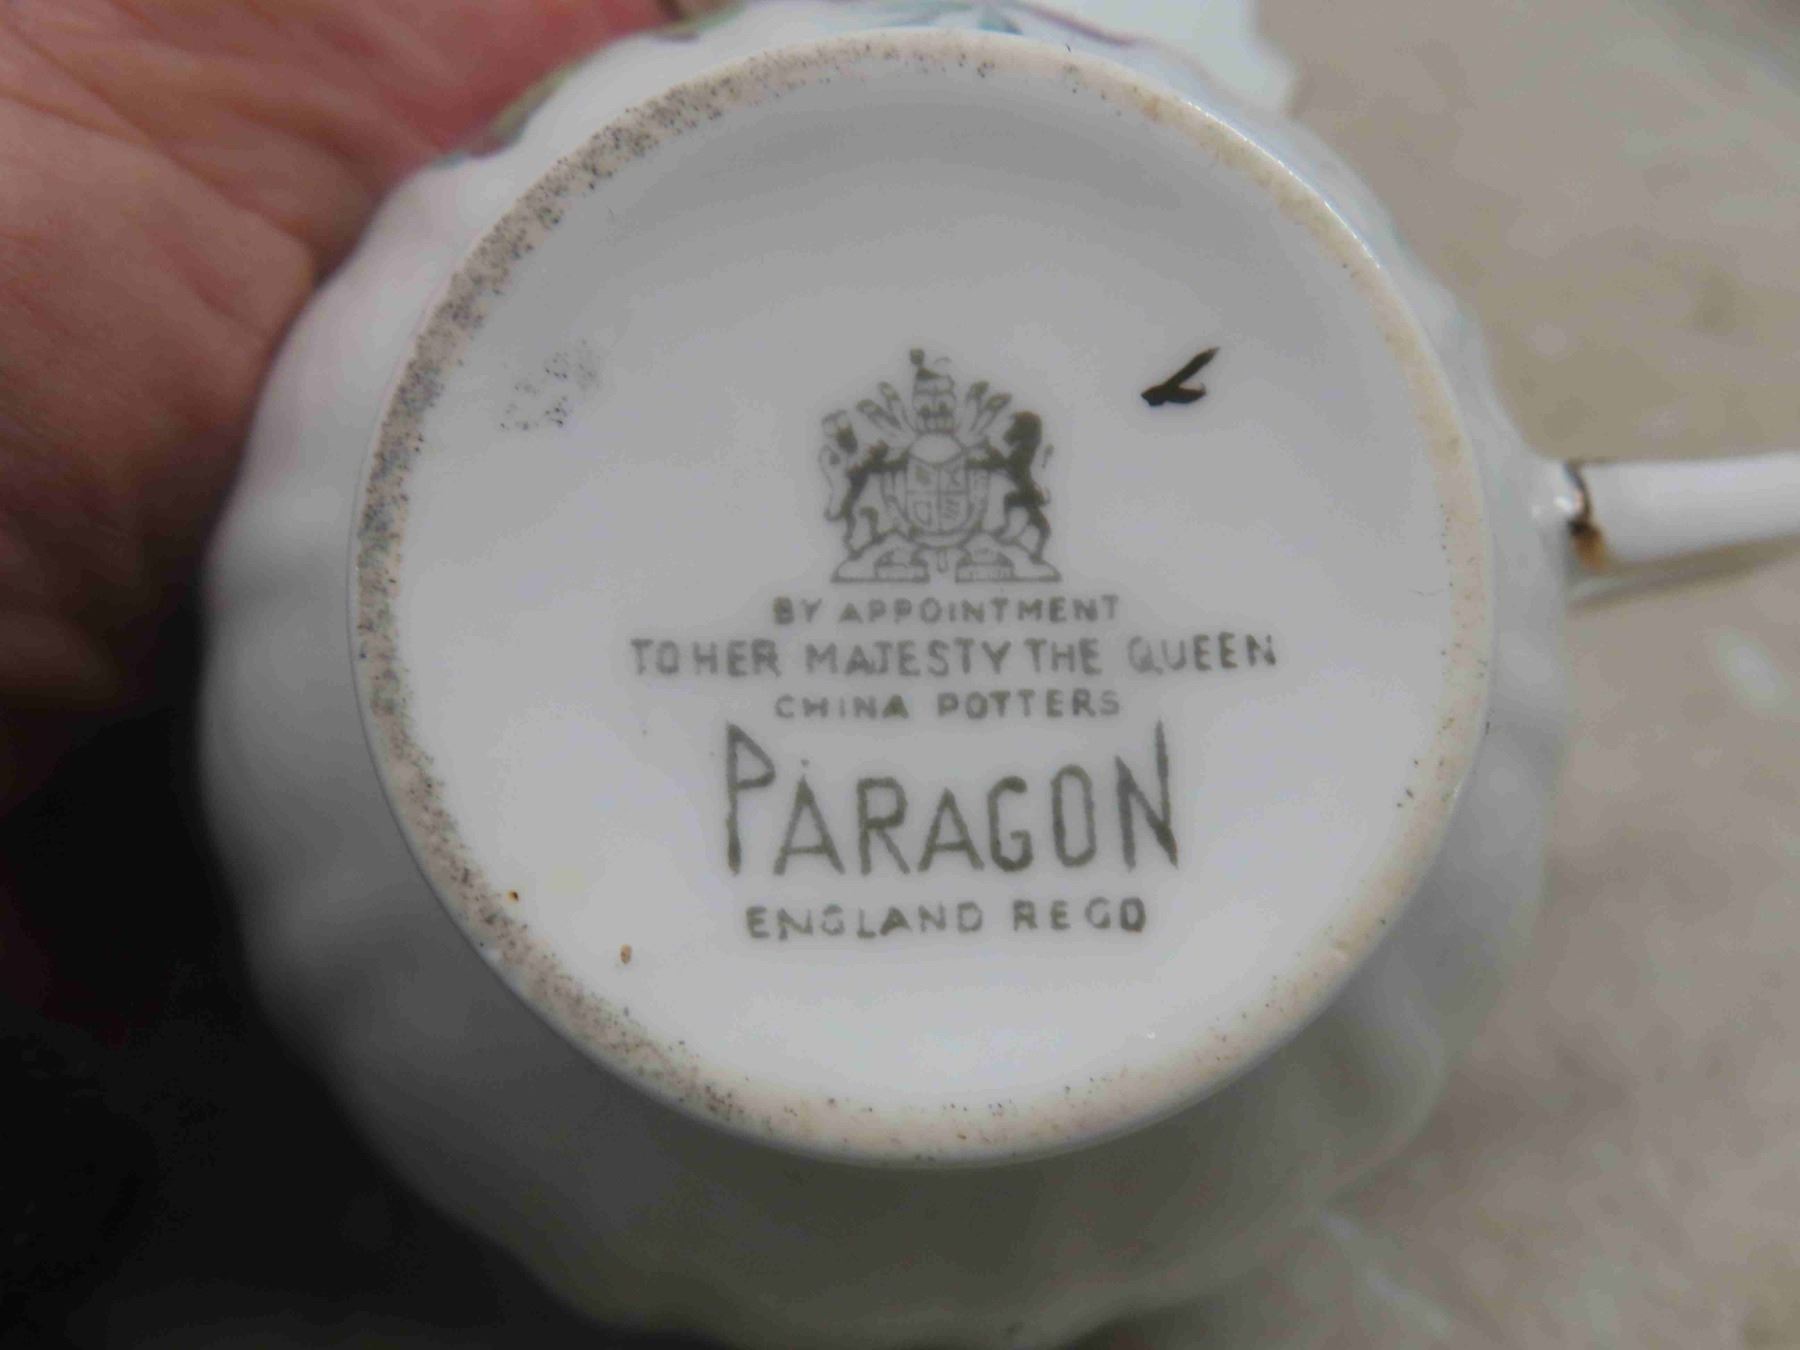 BY APPOINTMENT
TO HER MAJESTY THE QUEEN
CHINA POTTERS
PARAGON
ENGLAND REGD